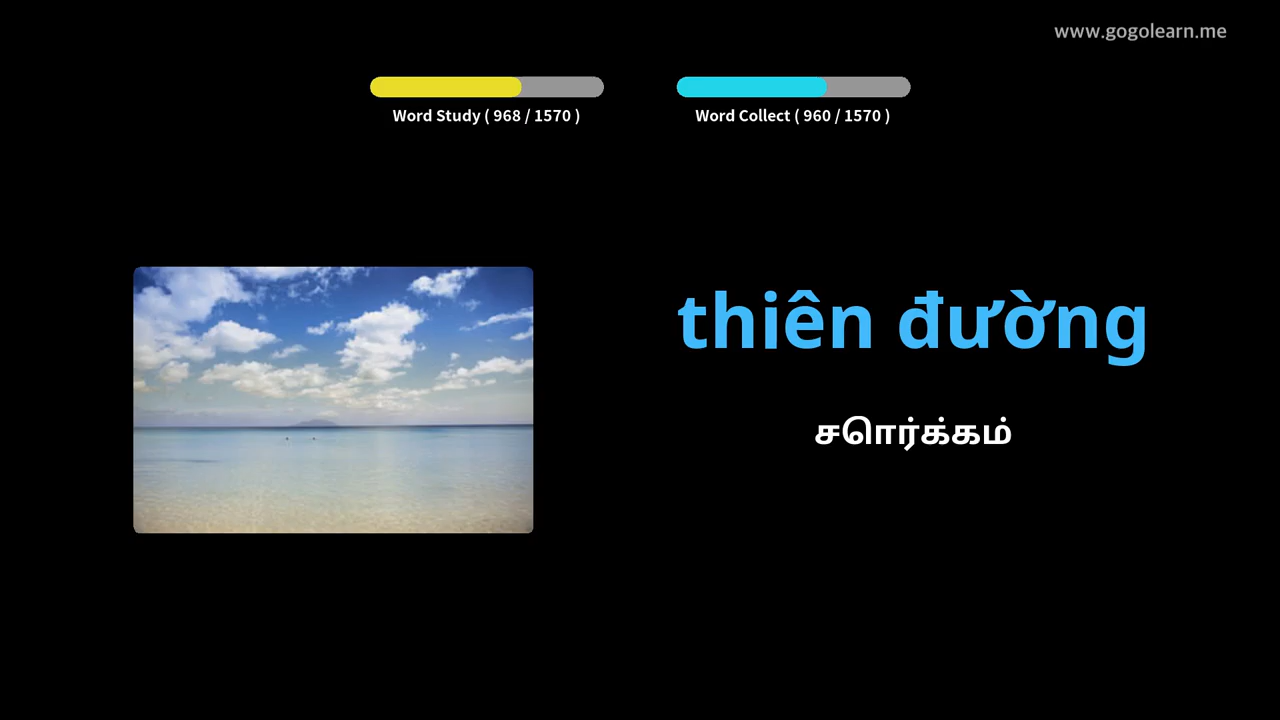 www.gogolearn.me
Word Study ( 968 / 1570 )
Word Collect ( 960 / 1570 )
thiên đường
சொர்க்கம்